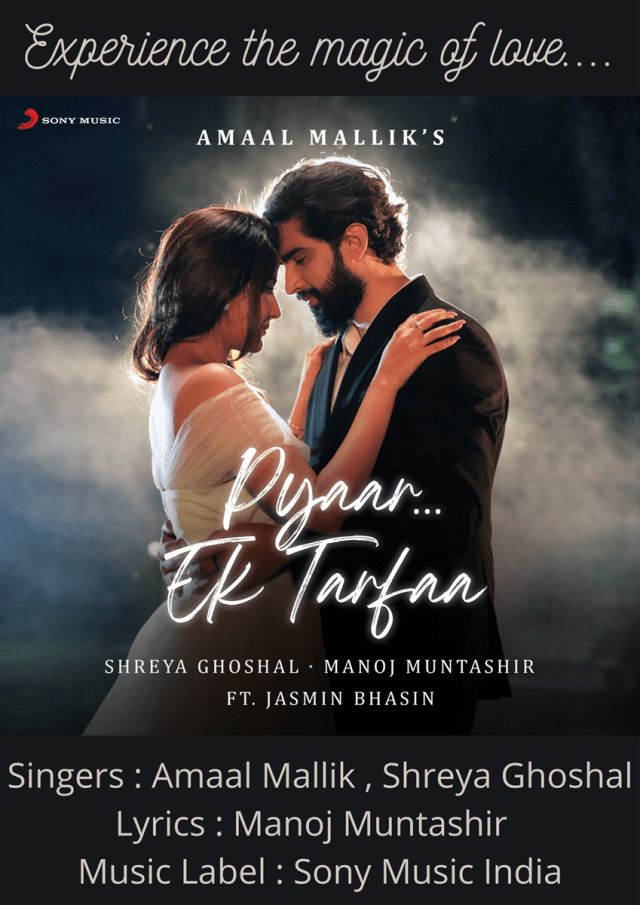 Experience the magic of love....
SONY MUSIC
AMAAL MALLIK'S
Pyaar...
Ek Tarfaa
SHREYA GHOSHAL · MANOJ MUNTASHIR
FT. JASMIN BHASIN
Singers : Amaal Mallik , Shreya Ghoshal
Lyrics : Manoj Muntashir
Music Label : Sony Music India